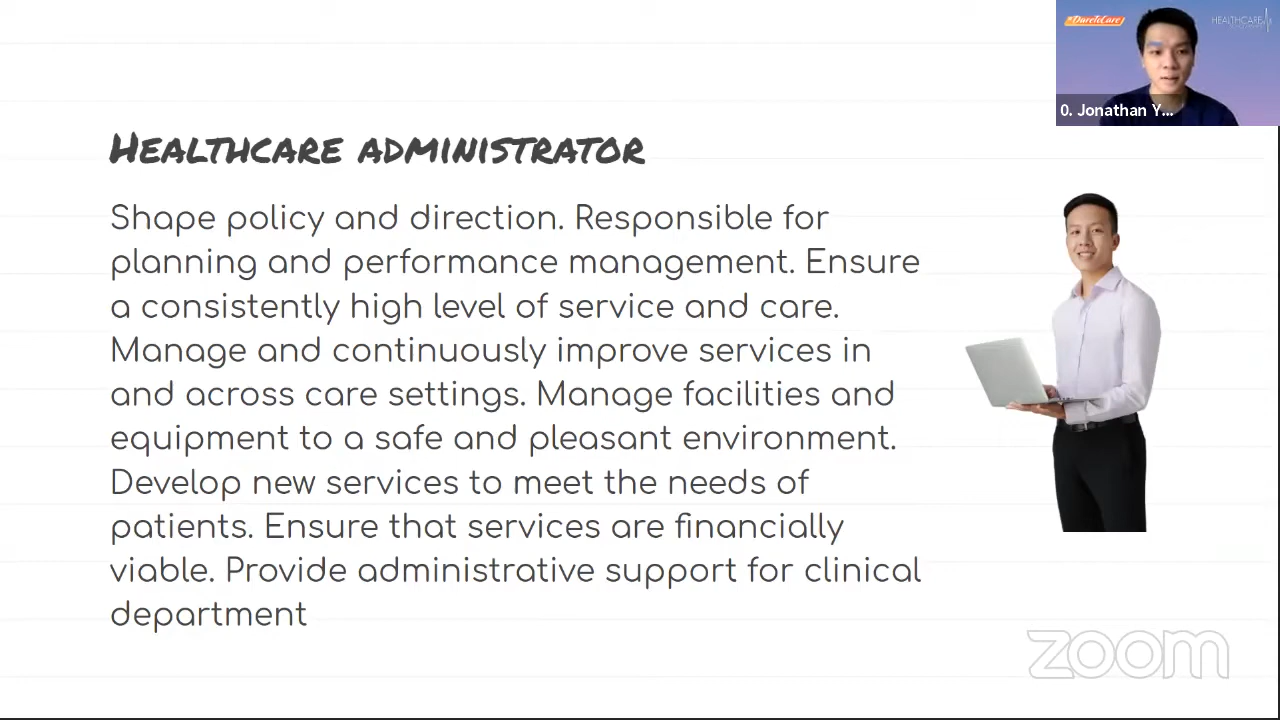 #DareToCare
HEALTHCARE
0. Jonathan Y...
Healthcare administrator
Shape policy and direction. Responsible for
planning and performance management. Ensure
a consistently high level of service and care.
Manage and continuously improve services in
and across care settings. Manage facilities and
equipment to a safe and pleasant environment.
Develop new services to meet the needs of
patients. Ensure that services are financially
viable. Provide administrative support for clinical
department
zoom